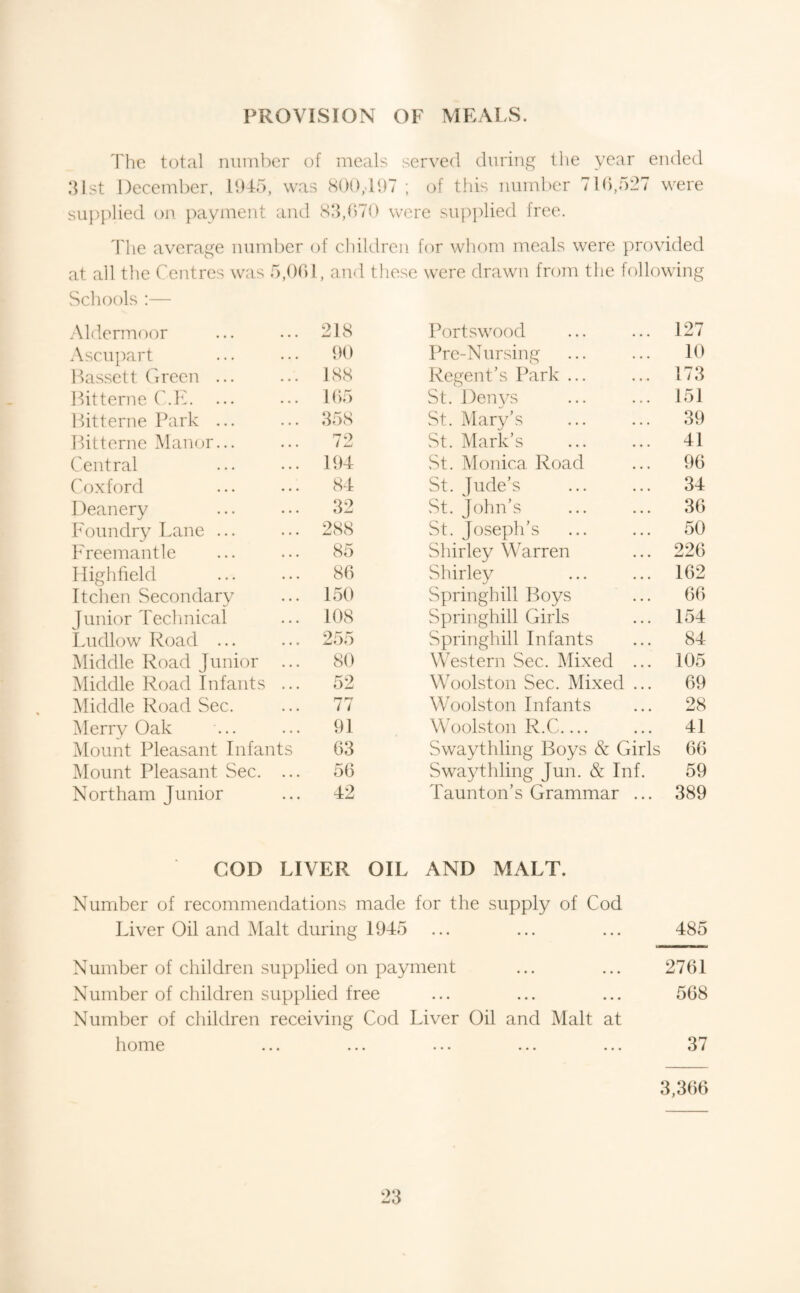 PROVISION OF MEALS.
The total number of meals served during the year ended
31st December, 1945, was 800,197 ; of this number 716,527 were
supplied on payment and 83,670 were supplied free.
The average number of children for whom meals were provided
at all the Centres was 5,061, and these were drawn from the following
Schools :—
Aldermoor ... ... 218
Ascupart ... ... 90
Bassett Green ... ... 188
Bitterne C.E. ... ... 165
Bitterne Park ... ... 358
Bitterne Manor... ... 72
Central ... ... 194
Coxford ... ... 84
Deanery ... ... 32
Foundry Lane ... ... 288
Freemantle ... ... 85
Highfield ... ... 86
Itchen Secondary ... 150
Junior Technical ... 108
Ludlow Road ... ... 255
Middle Road Junior ... 80
Middle Road Infants ... 52
Middle Road Sec. ... 77
Merry Oak ... ... 91
Mount Pleasant Infants 63
Mount Pleasant Sec. ... 56
Northam Junior ... 42
Portswood ... ... 127
Pre-Nursing ... ... 10
Regent's Park ... ... 173
St. Denys ... ... 151
St. Mary's ... ... 39
St. Mark's ... ... 41
St. Monica Road ... 96
St. Jude's ... ... 34
St. John's ... ... 36
St. Joseph's ... ... 50
Shirley Warren ... 226
Shirley ... ... 162
Springhill Boys ... 66
Springhill Girls ... 154
Springhill Infants ... 84
Western Sec. Mixed ... 105
Woolston Sec. Mixed ... 69
Woolston Infants ... 28
Woolston R.C.... ... 41
Swaythling Boys & Girls 66
Swaythling Jun. & Inf. 59
Taunton's Grammar ... 389
COD LIVER OIL AND MALT.
Number of recommendations made for the supply of Cod
Liver Oil and Malt during 1945 ... ... ... 485
Number of children supplied on payment ... ... 2761
Number of children supplied free ... ... ... 568
Number of children receiving Cod Liver Oil and Malt at
home ... ... ... ... ... 37
3,366
23